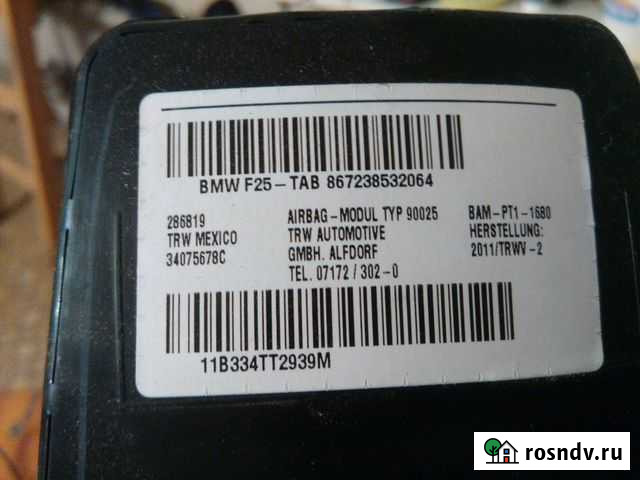 BMW F25-TAB 867238532064
286819
TRW MEXICO
34075678C
AIRBAG-MODUL TYP 90025
TRW AUTOMOTIVE
GMBH. ALFDORF
TEL. 07172 / 302-0
BAM-PT1-1680
HERSTELLUNG:
2011/TRWV-2
11B334TT2939M
rosndv.ru